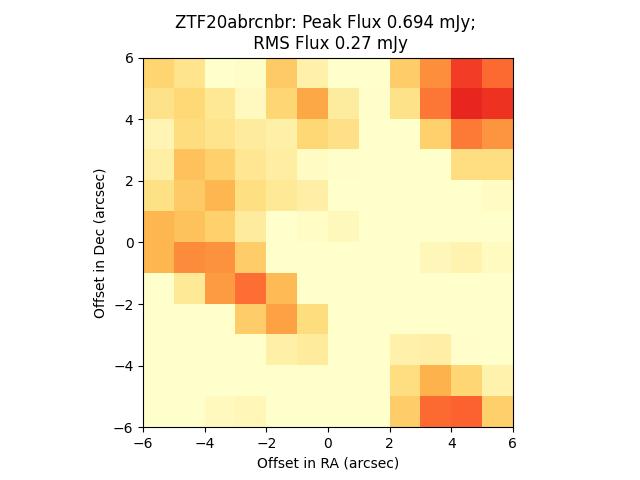 ZTF20abrcnbr: Peak Flux 0.694 mJy;
RMS Flux 0.27 mJy
6
4
2
0
−2
−4
−6
Offset in Dec (arcsec)
−6 −4 −2 0 2 4 6
Offset in RA (arcsec)